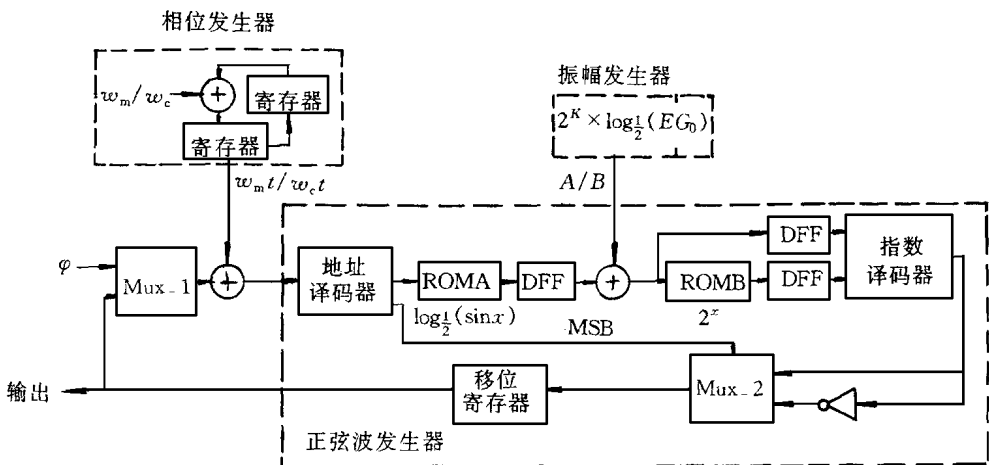 相位发生器
w_m/w_c
寄存器
寄存器
w_m t/w_c t
振幅发生器
2^K × log_{1/2}(EG_0)
A/B
φ
Mux_1
地址
译码器
ROMA
DFF
log_{1/2}(sin x)
MSB
ROMB
2^x
DFF
DFF
指数
译码器
输出
移位
寄存器
Mux_2
正弦波发生器